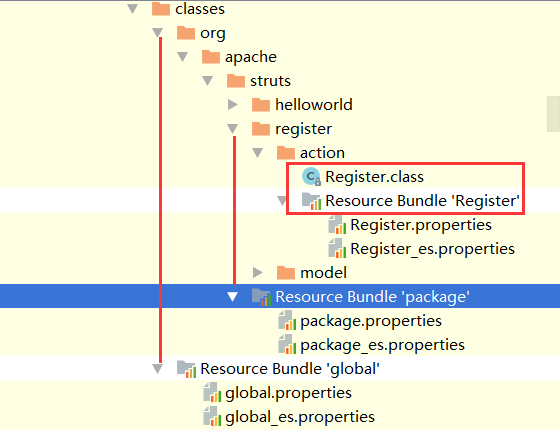 classes
org
apache
struts
helloworld
register
action
Register.class
Resource Bundle 'Register'
Register.properties
Register_es.properties
model
Resource Bundle 'package'
package.properties
package_es.properties
Resource Bundle 'global'
global.properties
global_es.properties